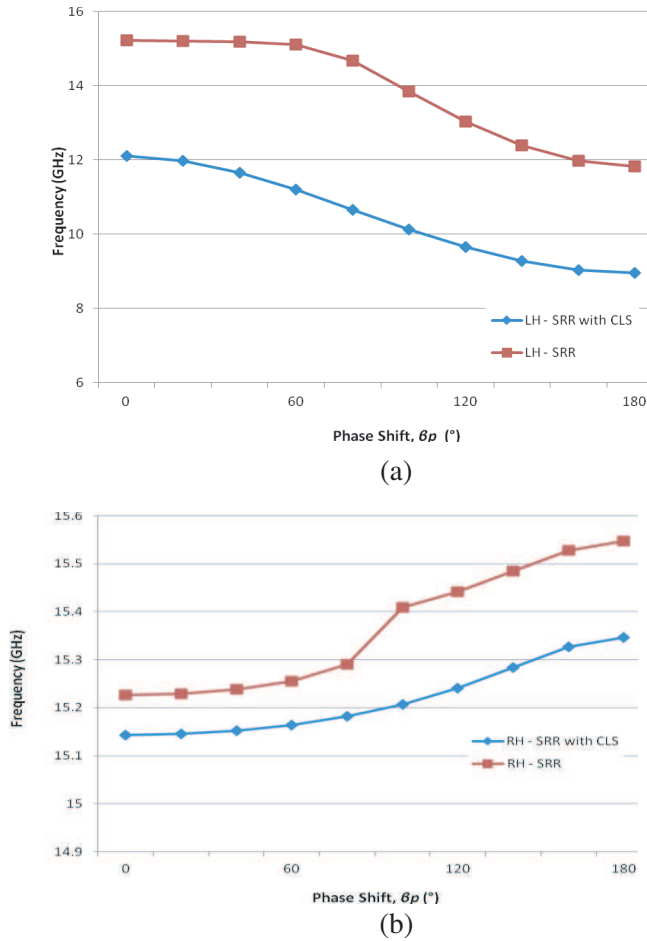 16
14
12
10
8
6
Frequency (GHz)
LH - SRR with CLS
LH - SRR
0
60
120
180
Phase Shift, βp (°)
(a)
15.6
15.5
15.4
15.3
15.2
15.1
15
14.9
Frequency (GHz)
RH - SRR with CLS
RH - SRR
0
60
120
180
Phase Shift, βp (°)
(b)